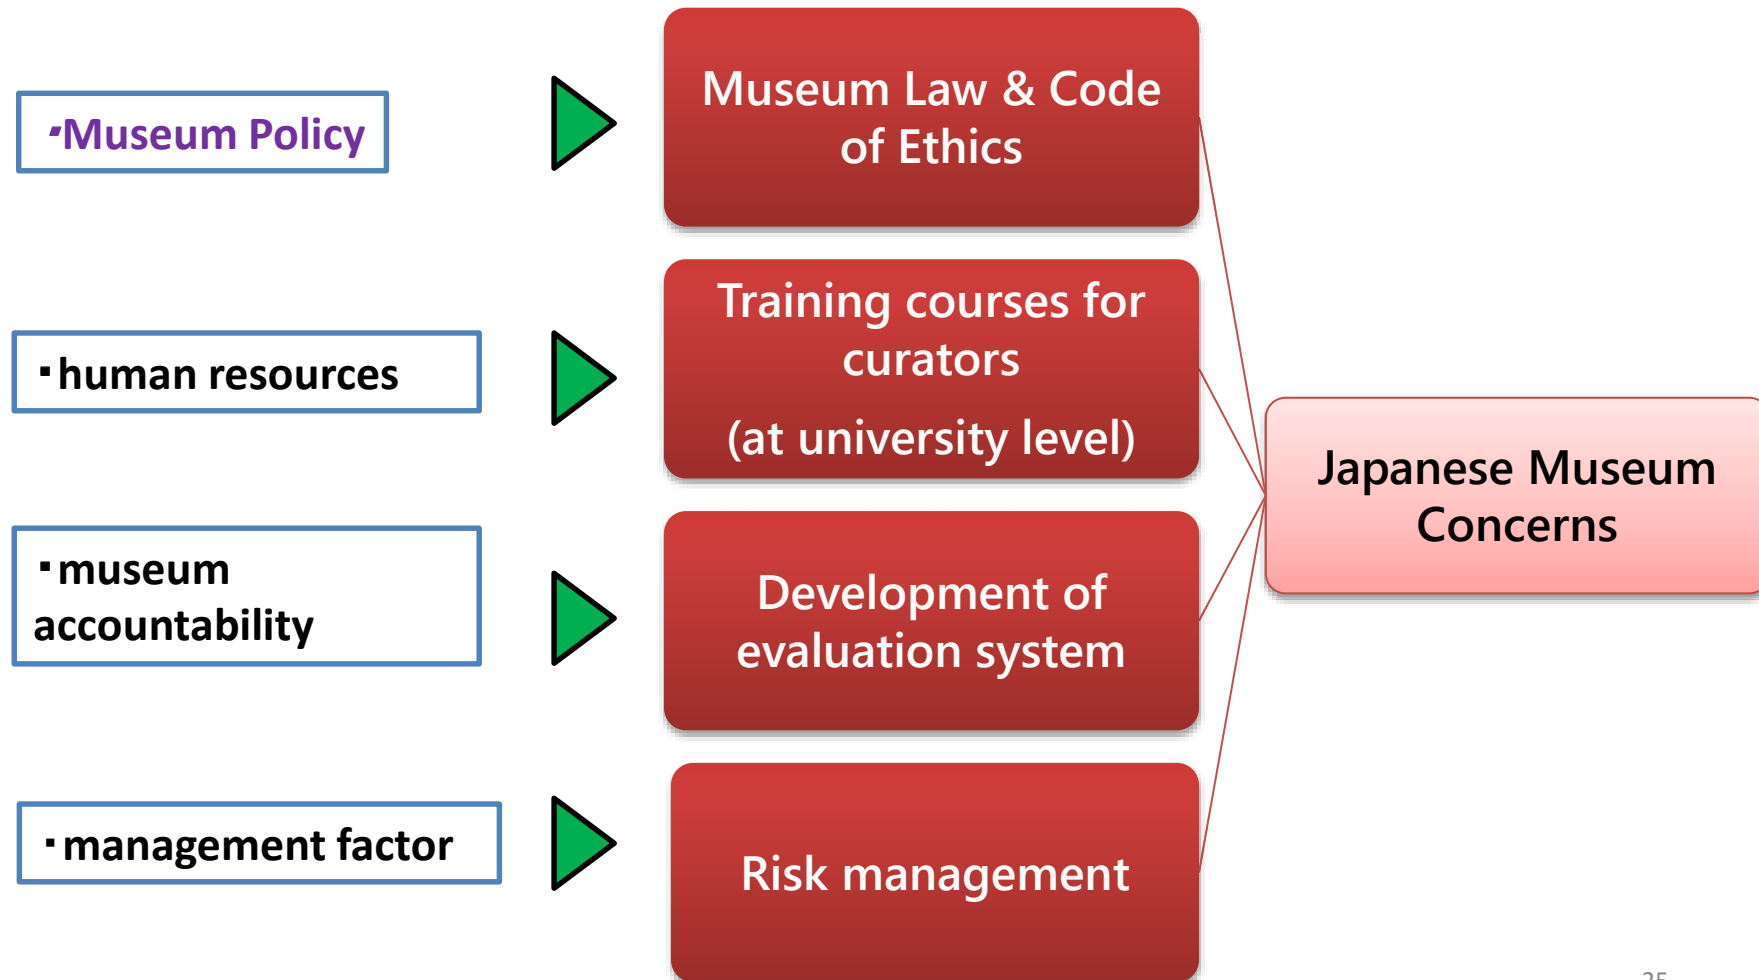 ▪Museum Policy
Museum Law & Code
of Ethics
▪human resources
Training courses for
curators
(at university level)
▪museum
accountability
Development of
evaluation system
▪management factor
Risk management
Japanese Museum
Concerns